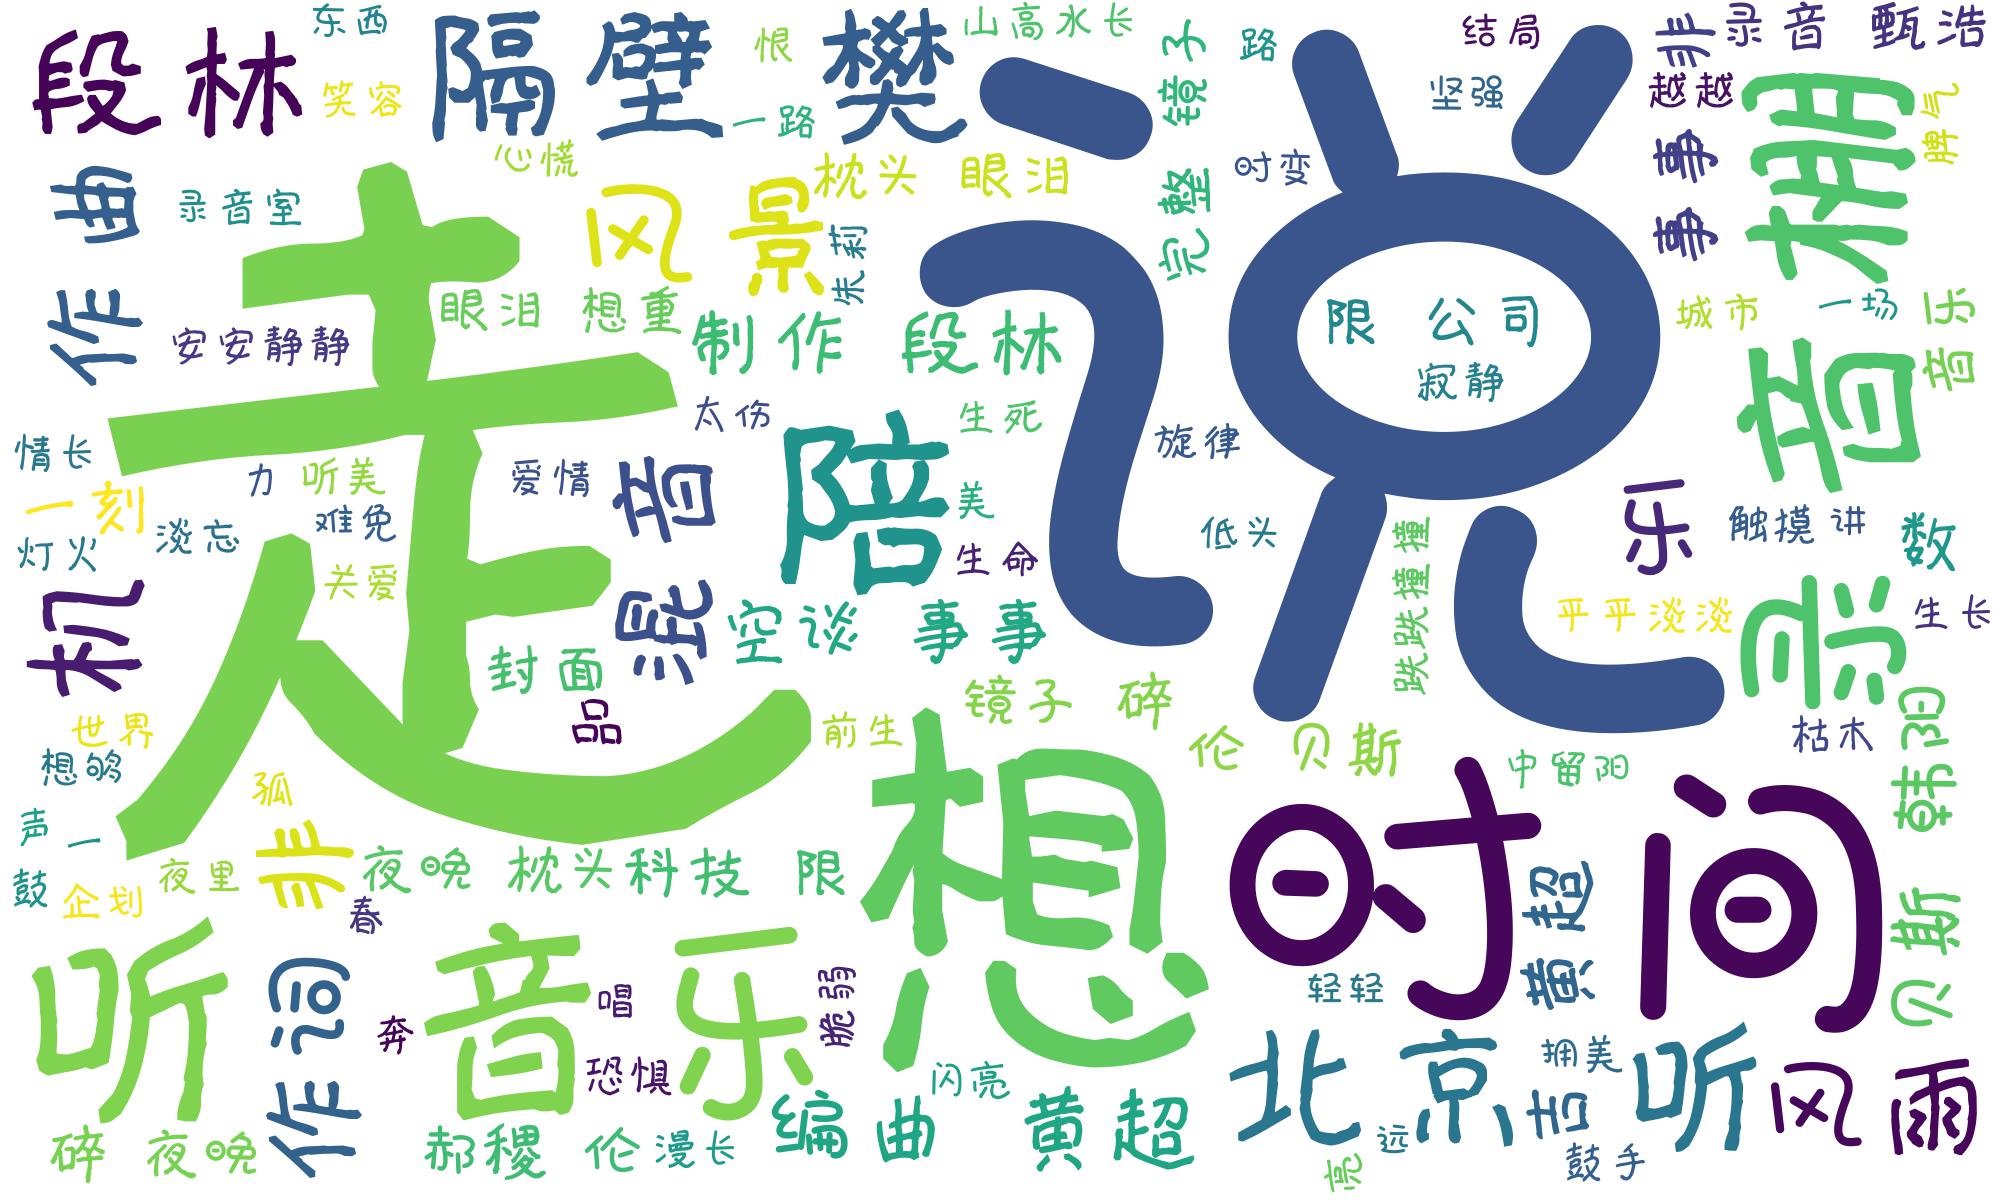 段林
东西
隔壁
樊
恨
山高水长
镜子
路
结局
非
录音
甄浩
笑容
一路
坚强
越越
棚
脾气
心慌
作曲
录音室
风景
枕头
眼泪
完整
时变
事事
说
走
朱莉
安安静静
眼泪
想重
制作
段林
限
公司
寂静
城市
一场
音乐
太伤
生死
陪
音
情长
力
听美
爱情
混音
旋律
一刻
淡忘
难免
美
低头
跌跌撞撞
乐
触摸
讲
数
灯火
关爱
生命
机
空谈
事事
平平淡淡
录
生长
封面
品
镜子
碎
世界
前生
伦
贝斯
枯木
韩阳
想够
想
时间
中留阳
孤
声
一
鼓
企划
夜里
非
夜晚
枕头
科技
限
黄超
贝斯
春
听
作词
音乐
唱
脆弱
奔
轻轻
恐惧
闪亮
北京
拥美
听
风雨
碎
夜晚
郝稷
伦
漫长
编曲
黄超
远
亮
吉
鼓手